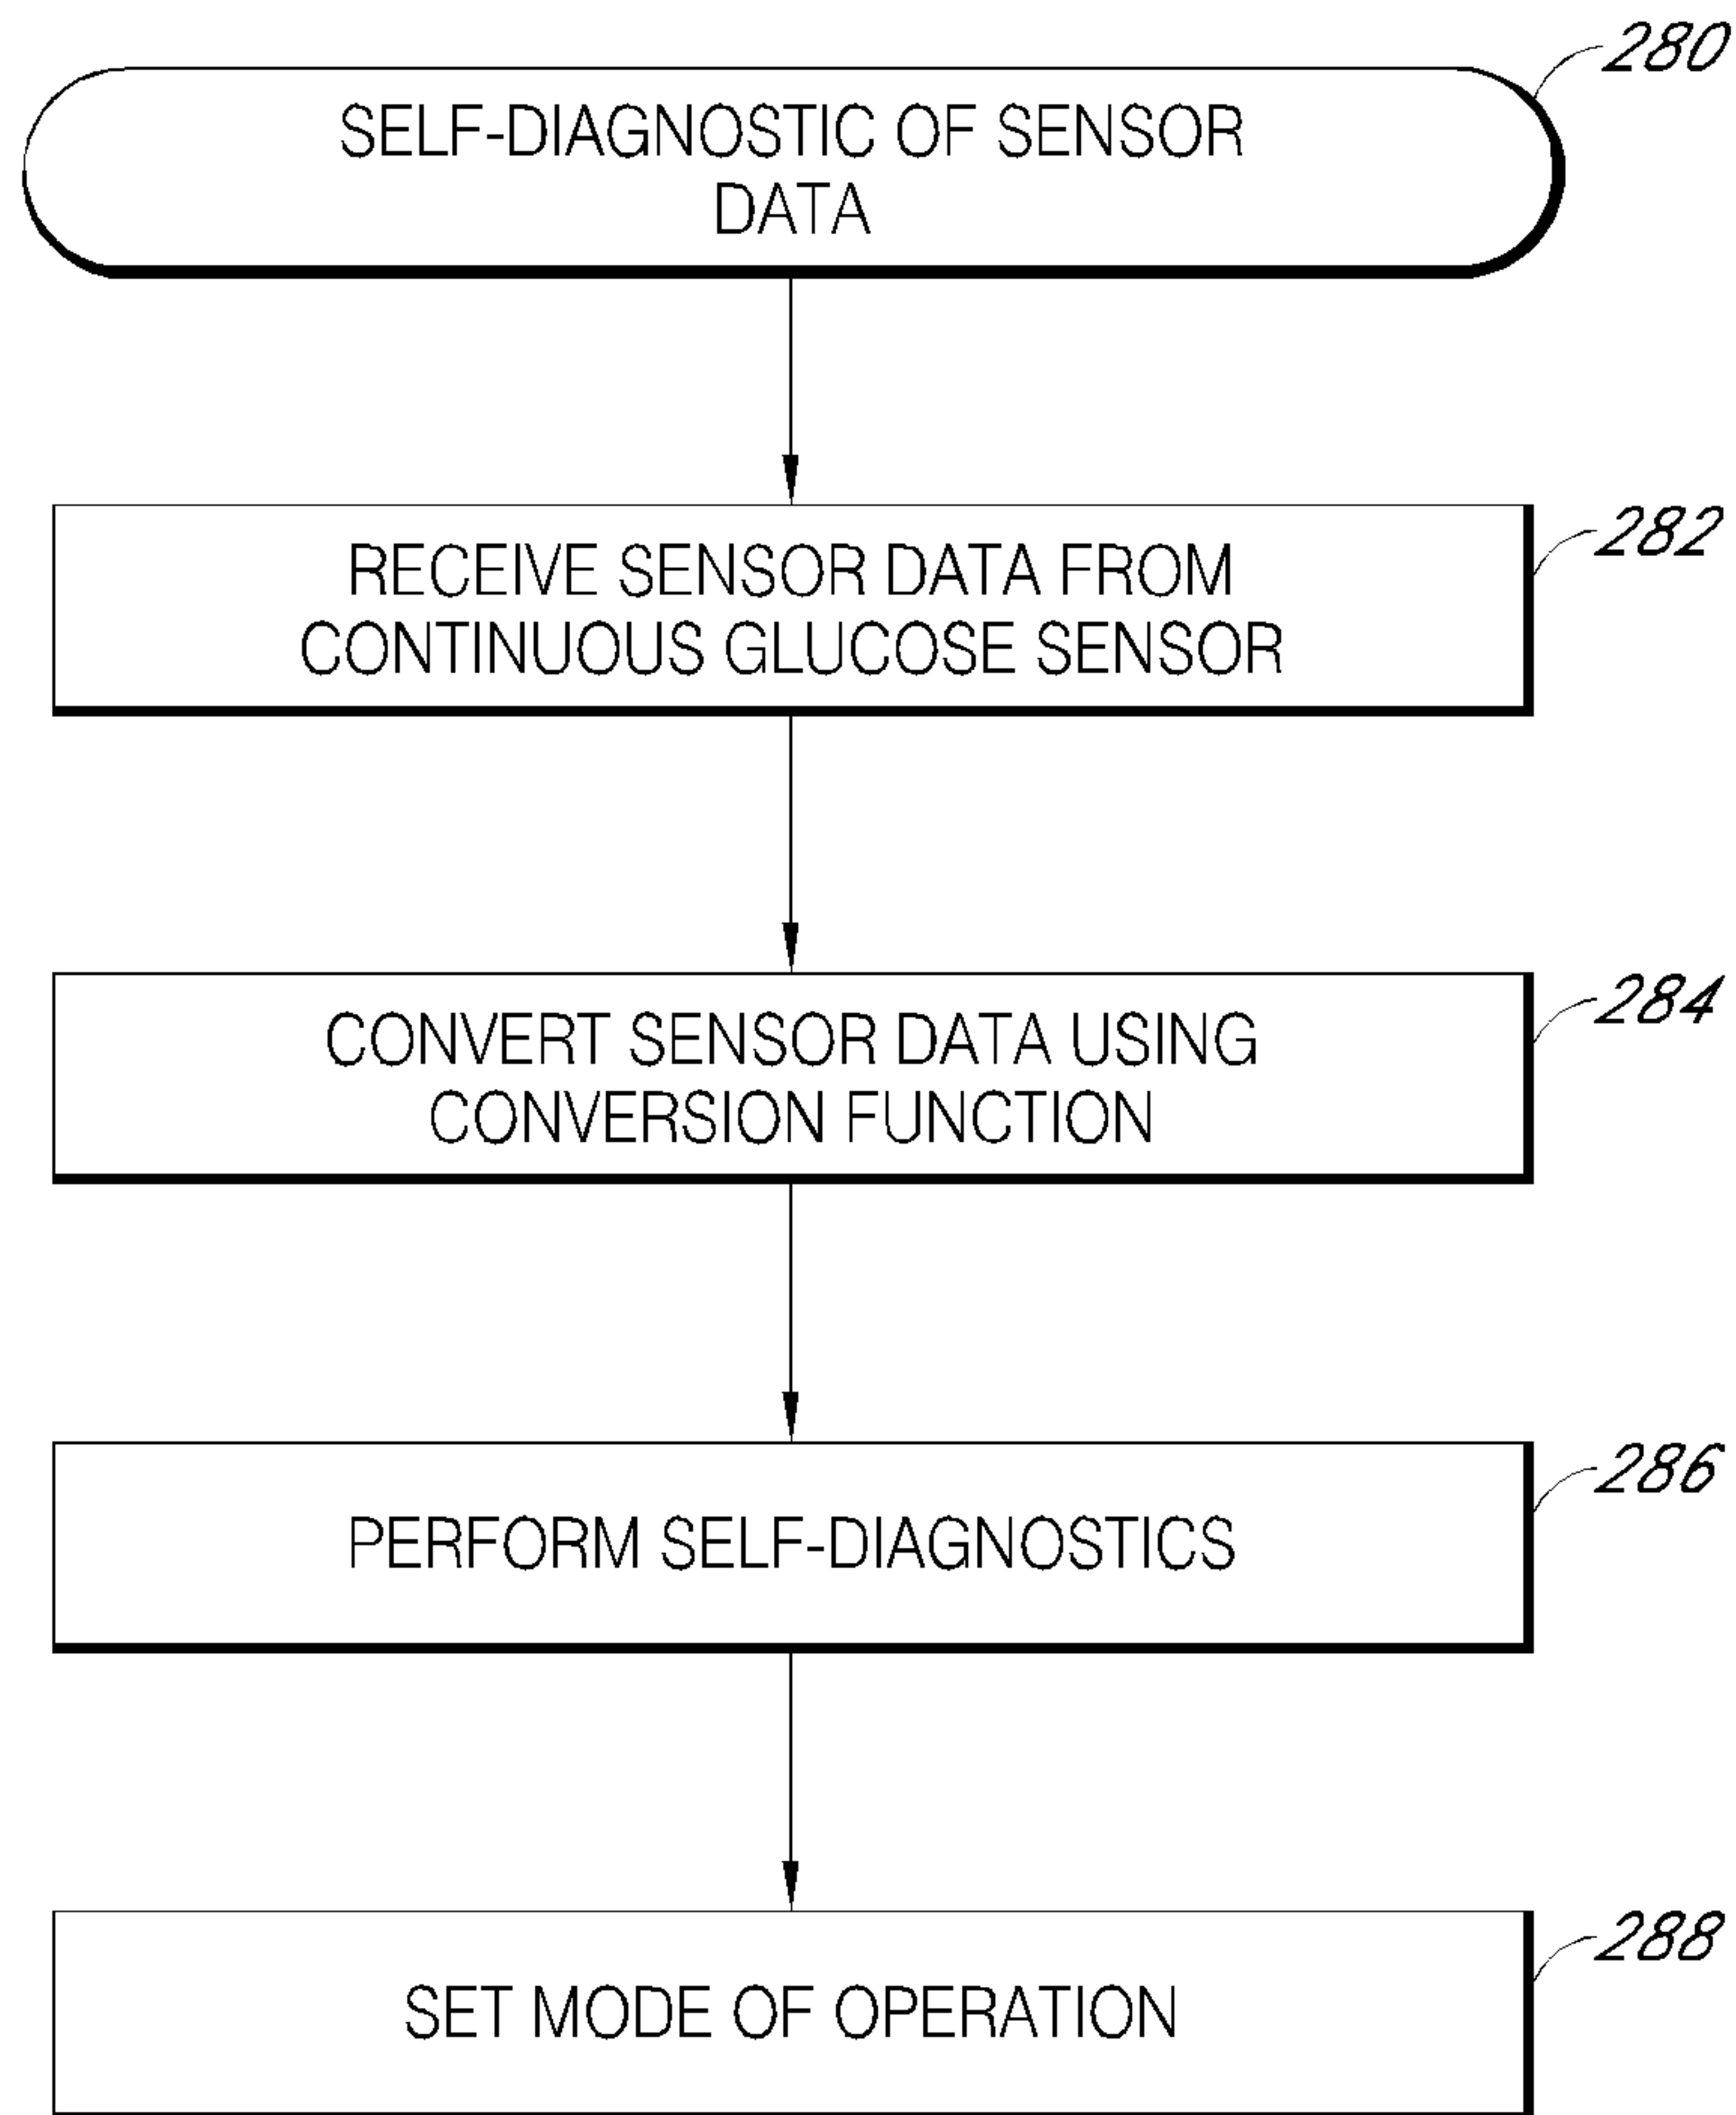 280
SELF-DIAGNOSTIC OF SENSOR
DATA
282
RECEIVE SENSOR DATA FROM
CONTINUOUS GLUCOSE SENSOR
284
CONVERT SENSOR DATA USING
CONVERSION FUNCTION
286
PERFORM SELF-DIAGNOSTICS
288
SET MODE OF OPERATION